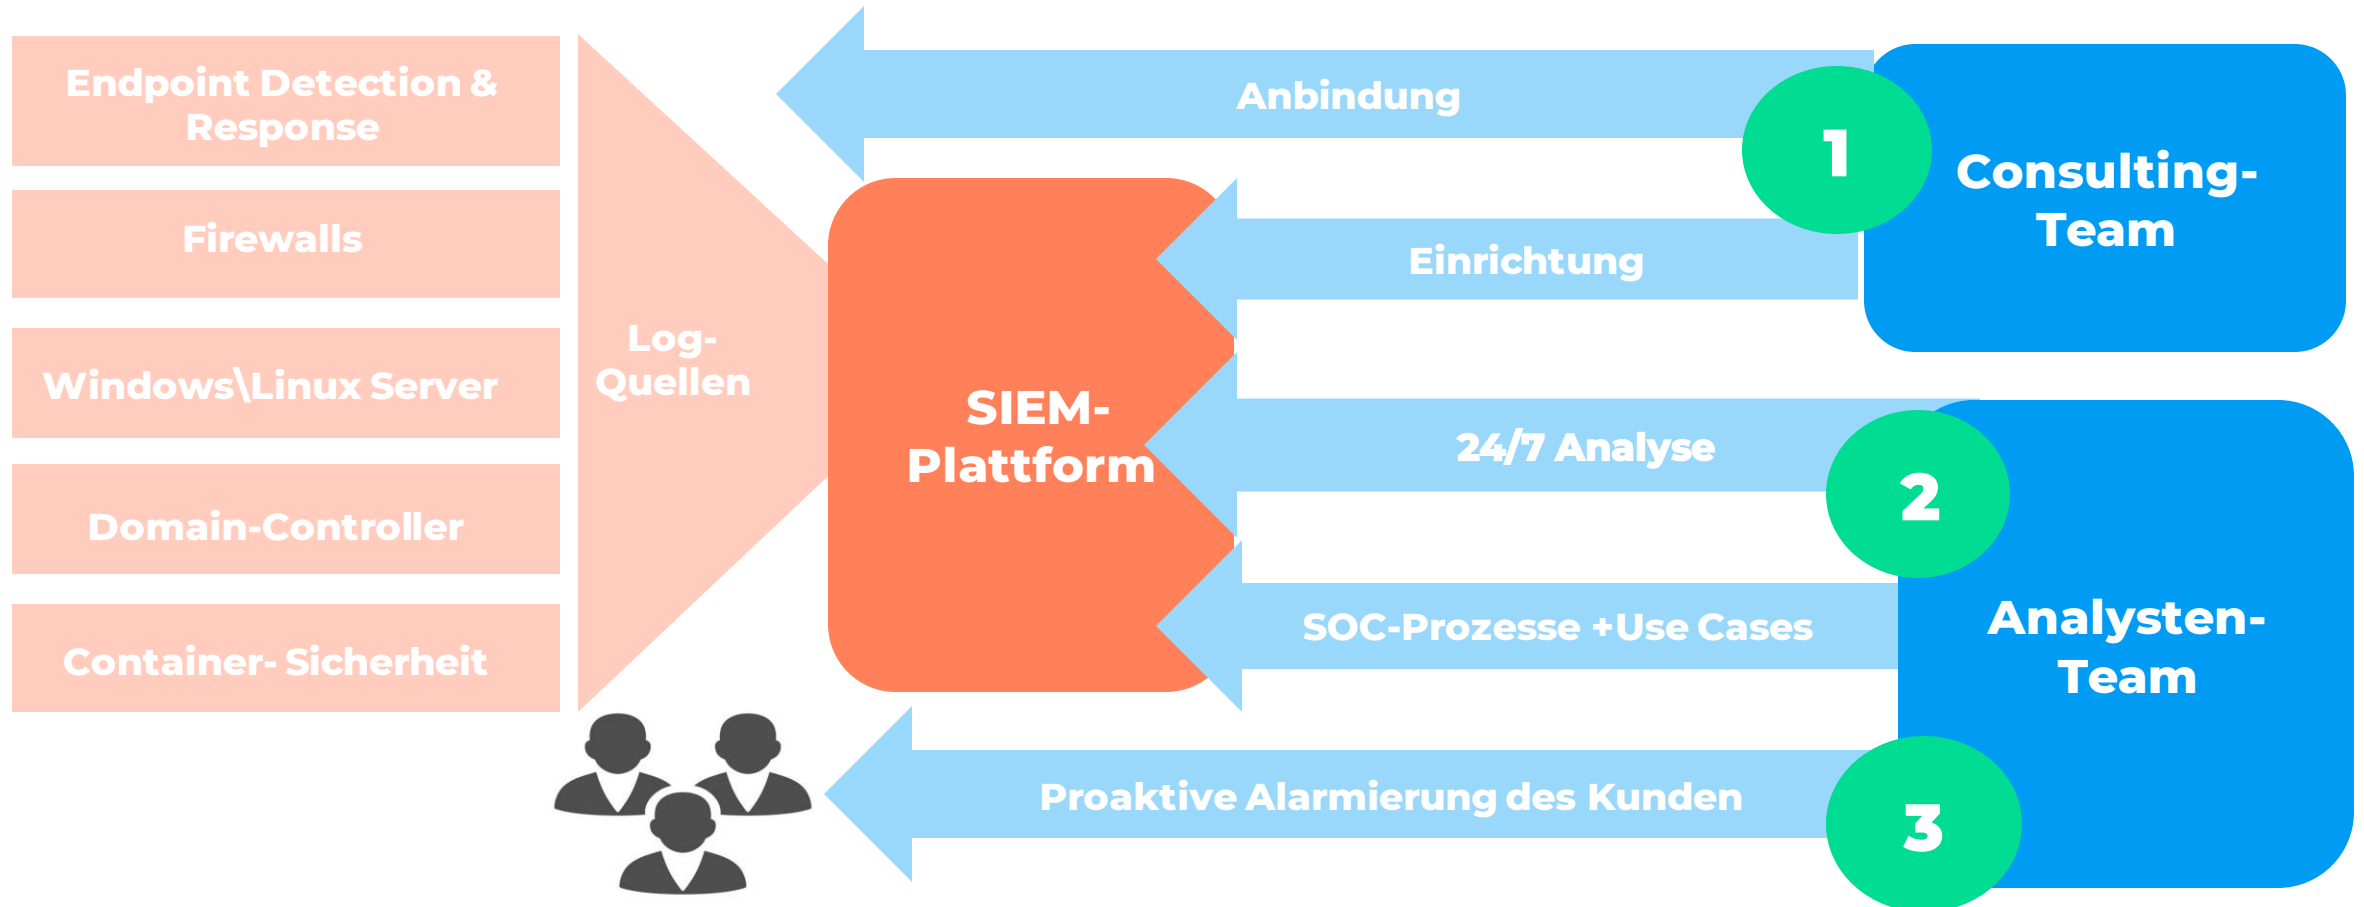 Endpoint Detection &
Response
Firewalls
Windows\Linux Server
Domain-Controller
Container- Sicherheit
Log-
Quellen
SIEM-
Plattform
Anbindung
Einrichtung
24/7 Analyse
SOC-Prozesse +Use Cases
Proaktive Alarmierung des Kunden
1
Consulting-
Team
2
Analysten-
Team
3